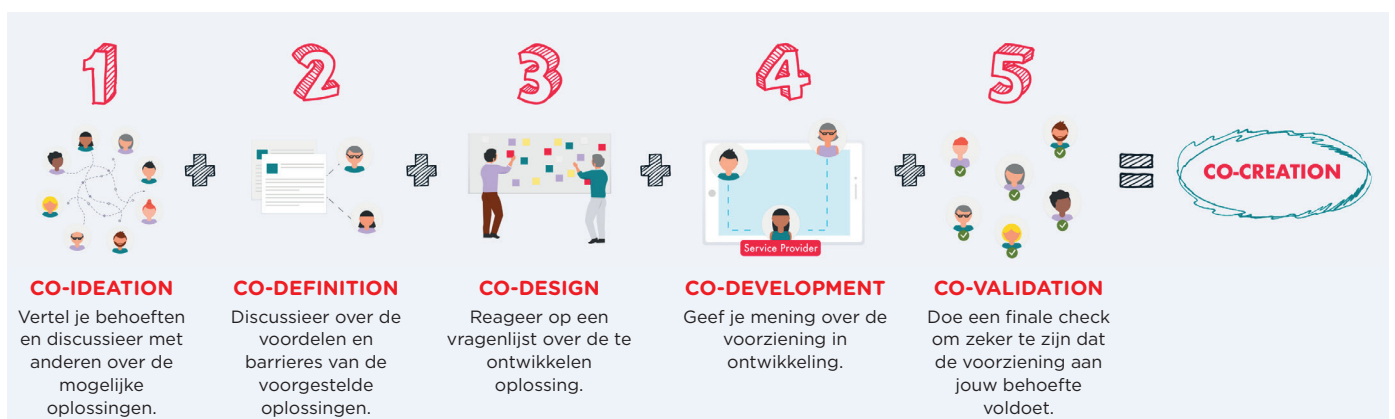 1
2
3
4
5
Service Provider
CO-CREATION
CO-IDEATION
Vertel je behoeften
en discussieer met
anderen over de
mogelijke
oplossingen.
CO-DEFINITION
Discussieer over de
voordelen en
barrieres van de
voorgestelde
oplossingen.
CO-DESIGN
Reageer op een
vragenlijst over de te
ontwikkelen
oplossing.
CO-DEVELOPMENT
Geef je mening over de
voorziening in
ontwikkeling.
CO-VALIDATION
Doe een finale check
om zeker te zijn dat
de voorziening aan
jouw behoefte
voldoet.